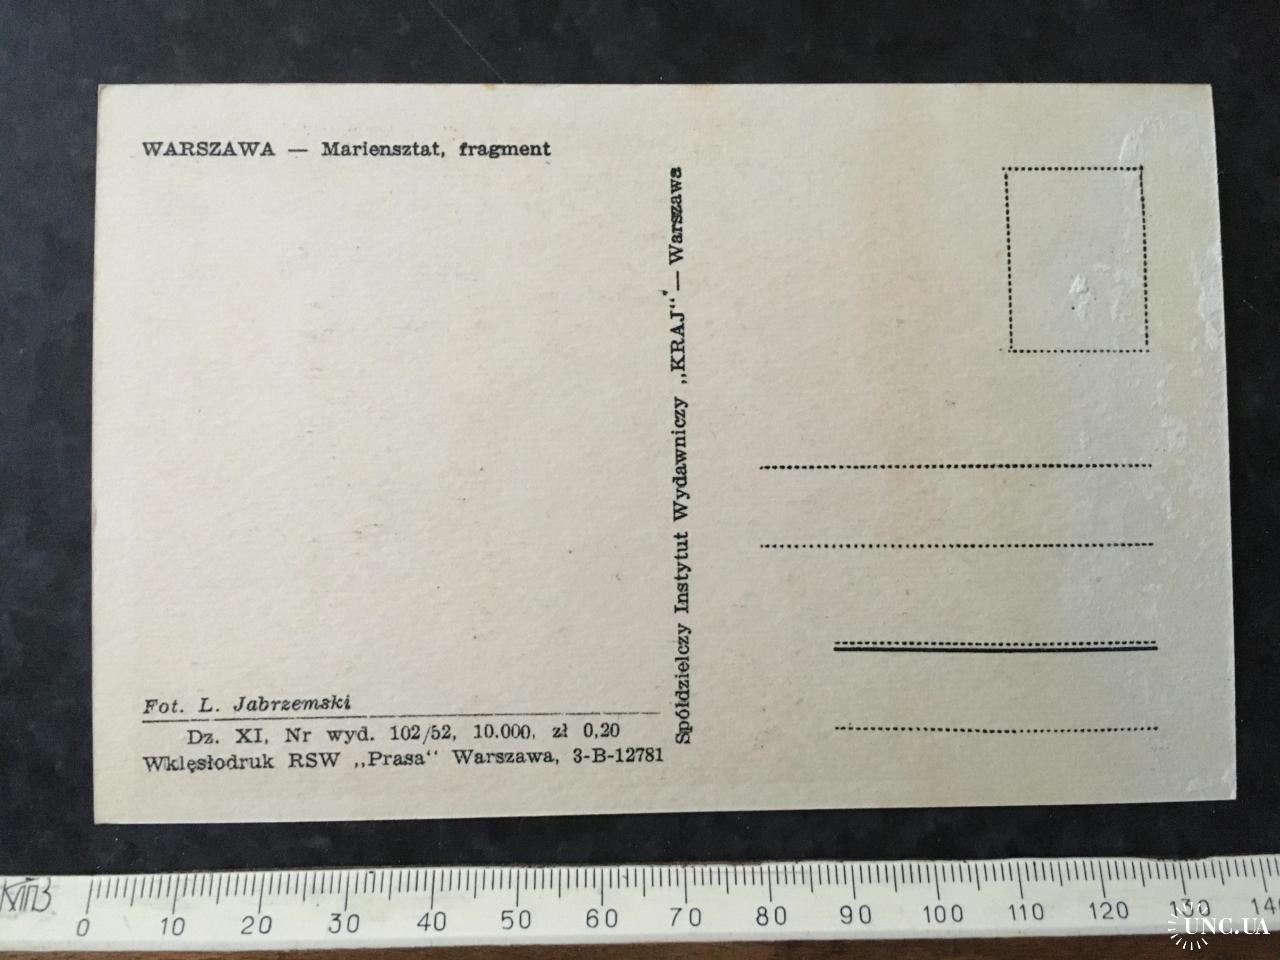 WARSZAWA — Mariensztat, fragment
Spółdzielczy Instytut Wydawniczy „KRAJ“ — Warszawa
Fot. L. Jabrzemski
Dz. XI, Nr wyd. 102/52, 10.000, zł 0,20
Wklęsłodruk RSW „Prasa“ Warszawa, 3-B-12781
0 10 20 30 40 50 60 70 80 90 100 110 120 130 140
UNC.UA